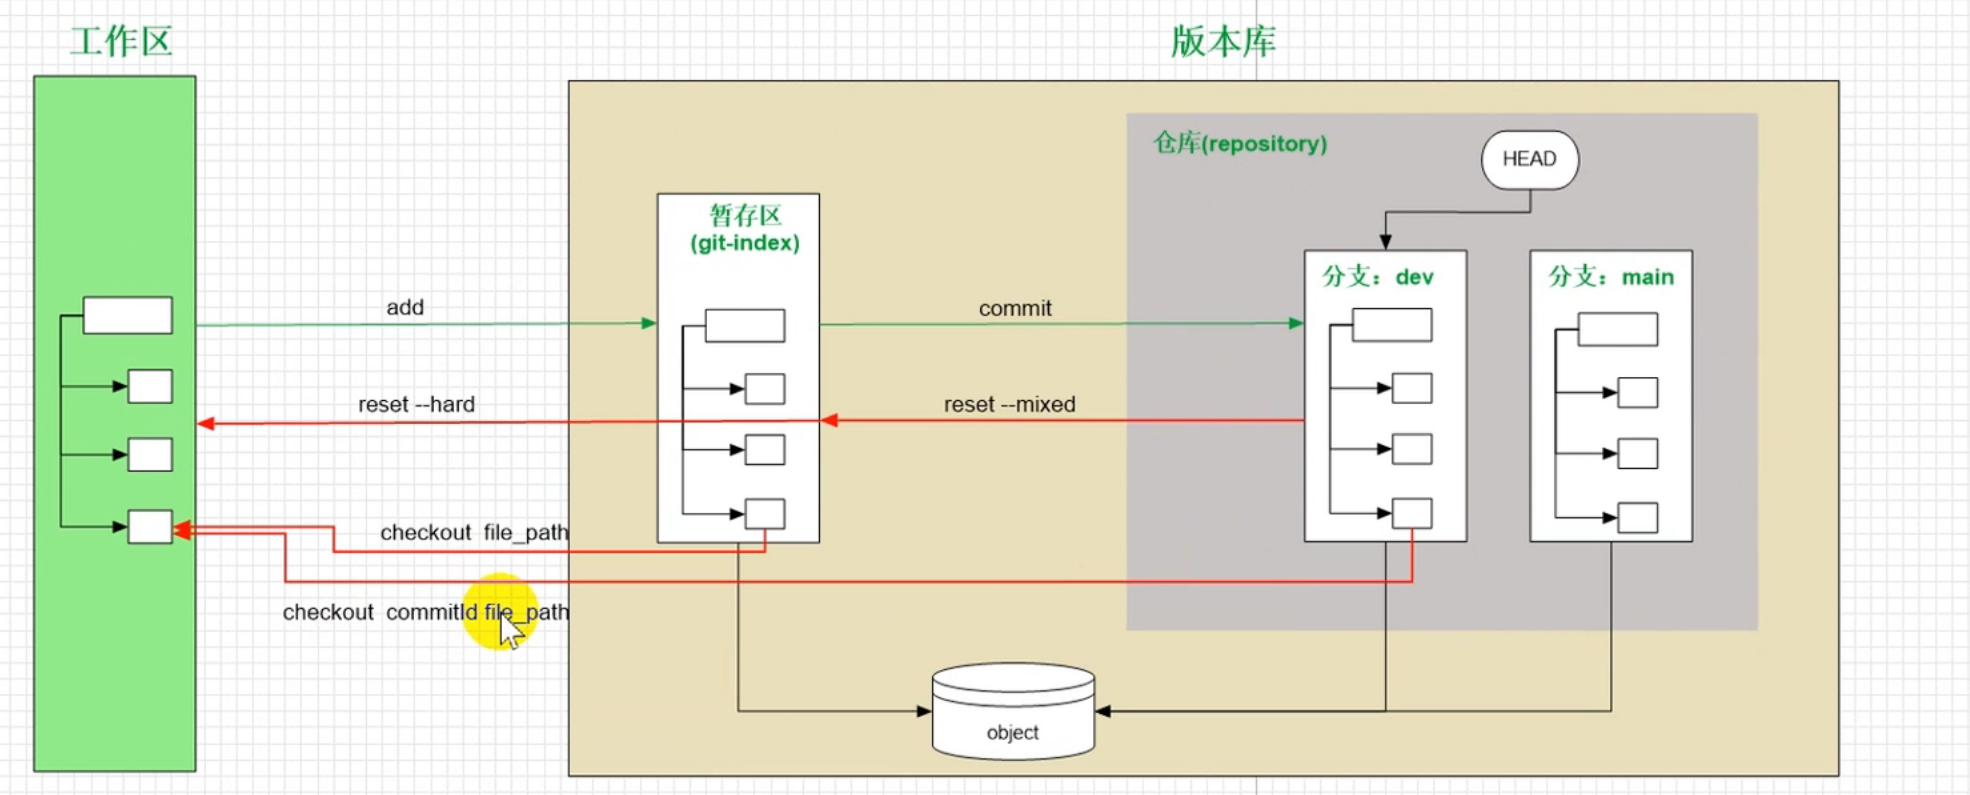 工作区
版本库
仓库(repository)
HEAD
暂存区
(git-index)
分支：dev
分支：main
add
commit
reset --hard
reset --mixed
checkout file_path
checkout commitId file_path
object